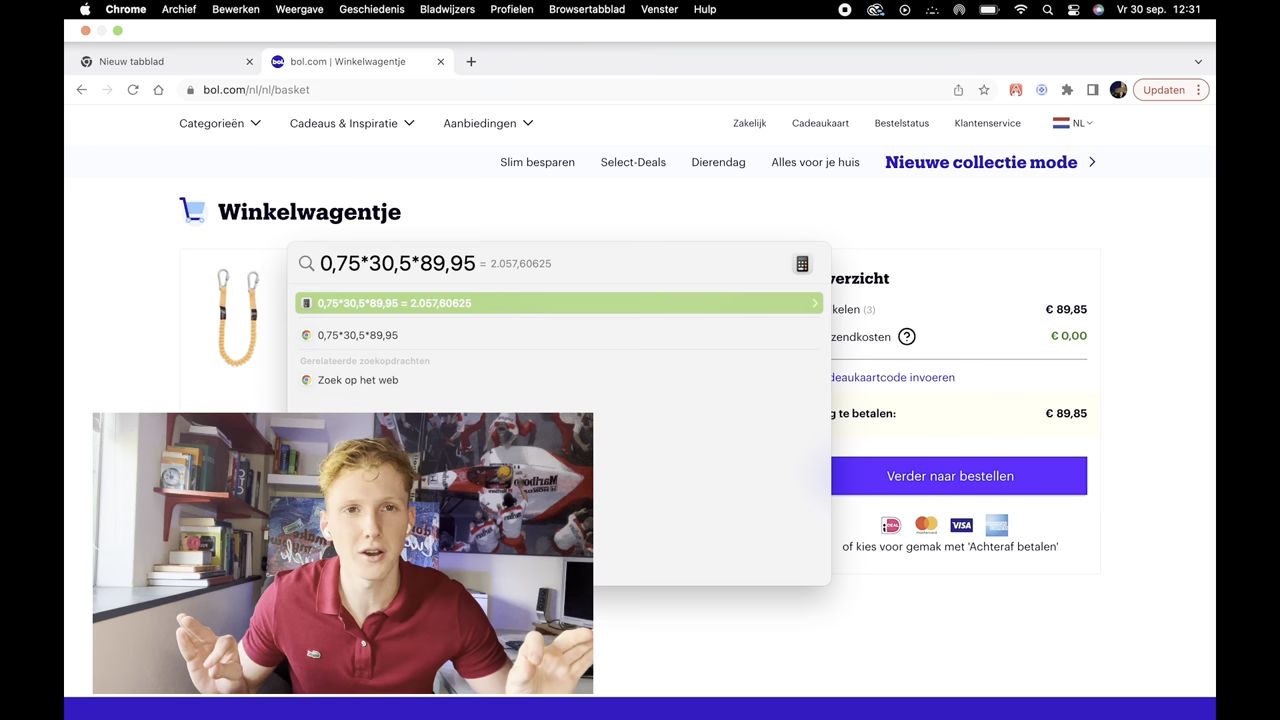 Chrome Archief Bewerken Weergave Geschiedenis Bladwijzers Profielen Browsertabblad Venster Hulp Vr 30 sep. 12:31
Nieuw tabblad
bol.com | Winkelwagentje
bol.com/nl/nl/basket
Updaten
Categorieën Cadeaus & Inspiratie Aanbiedingen Zakelijk Cadeaukaart Bestelstatus Klantenservice NL
Slim besparen Select-Deals Dierendag Alles voor je huis Nieuwe collectie mode
Winkelwagentje
0,75*30,5*89,95 = 2.057,60625
0,75*30,5*89,95 = 2.057,60625
0,75*30,5*89,95
Gerelateerde zoekopdrachten
Zoek op het web
verzicht
kelen (3) € 89,85
zendkosten ? € 0,00
deaukaartcode invoeren
g te betalen: € 89,85
Verder naar bestellen
iDEAL mastercard VISA
of kies voor gemak met 'Achteraf betalen'
Marlboro